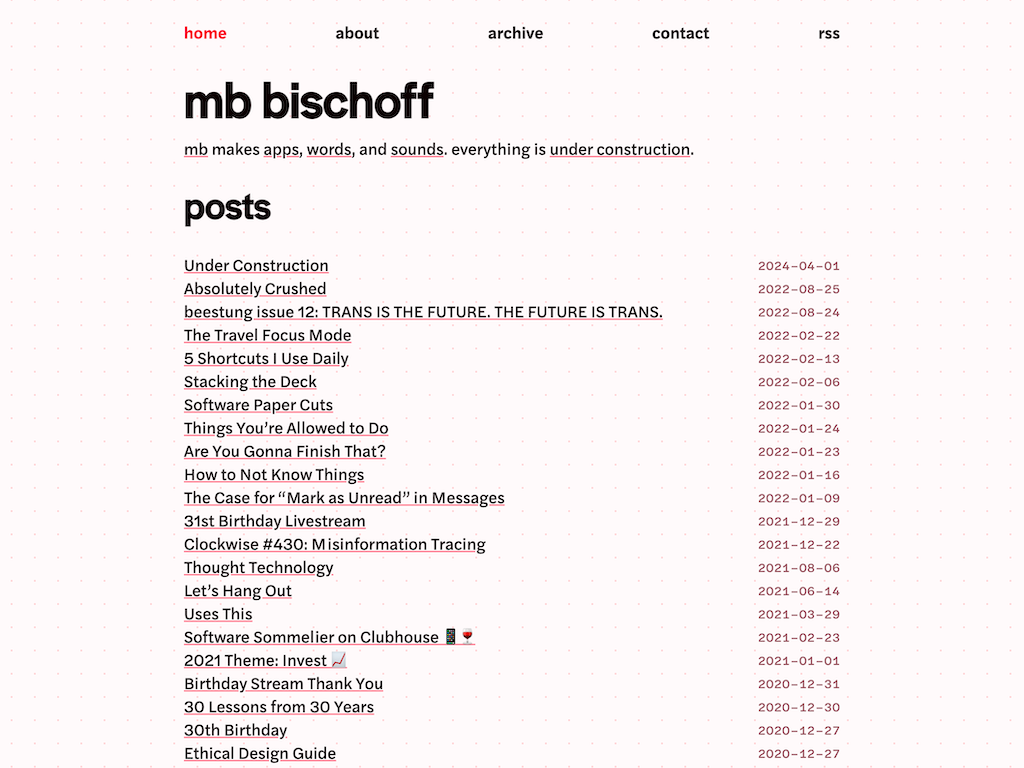 home about archive contact rss
mb bischoff
mb makes apps, words, and sounds. everything is under construction.
posts
Under Construction 2024-04-01
Absolutely Crushed 2022-08-25
beestung issue 12: TRANS IS THE FUTURE. THE FUTURE IS TRANS. 2022-08-24
The Travel Focus Mode 2022-02-22
5 Shortcuts I Use Daily 2022-02-13
Stacking the Deck 2022-02-06
Software Paper Cuts 2022-01-30
Things You’re Allowed to Do 2022-01-24
Are You Gonna Finish That? 2022-01-23
How to Not Know Things 2022-01-16
The Case for “Mark as Unread” in Messages 2022-01-09
31st Birthday Livestream 2021-12-29
Clockwise #430: Misinformation Tracing 2021-12-22
Thought Technology 2021-08-06
Let’s Hang Out 2021-06-14
Uses This 2021-03-29
Software Sommelier on Clubhouse 📱🍷 2021-02-23
2021 Theme: Invest 📈 2021-01-01
Birthday Stream Thank You 2020-12-31
30 Lessons from 30 Years 2020-12-30
30th Birthday 2020-12-27
Ethical Design Guide 2020-12-27